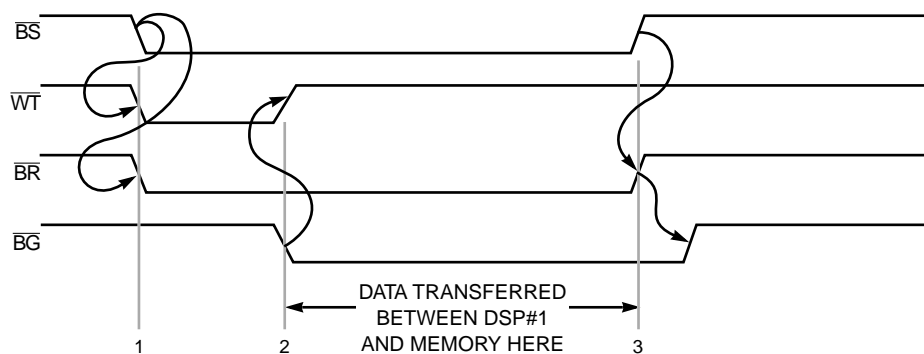 BS
WT
BR
BG
DATA TRANSFERRED
BETWEEN DSP#1
AND MEMORY HERE
1 2 3